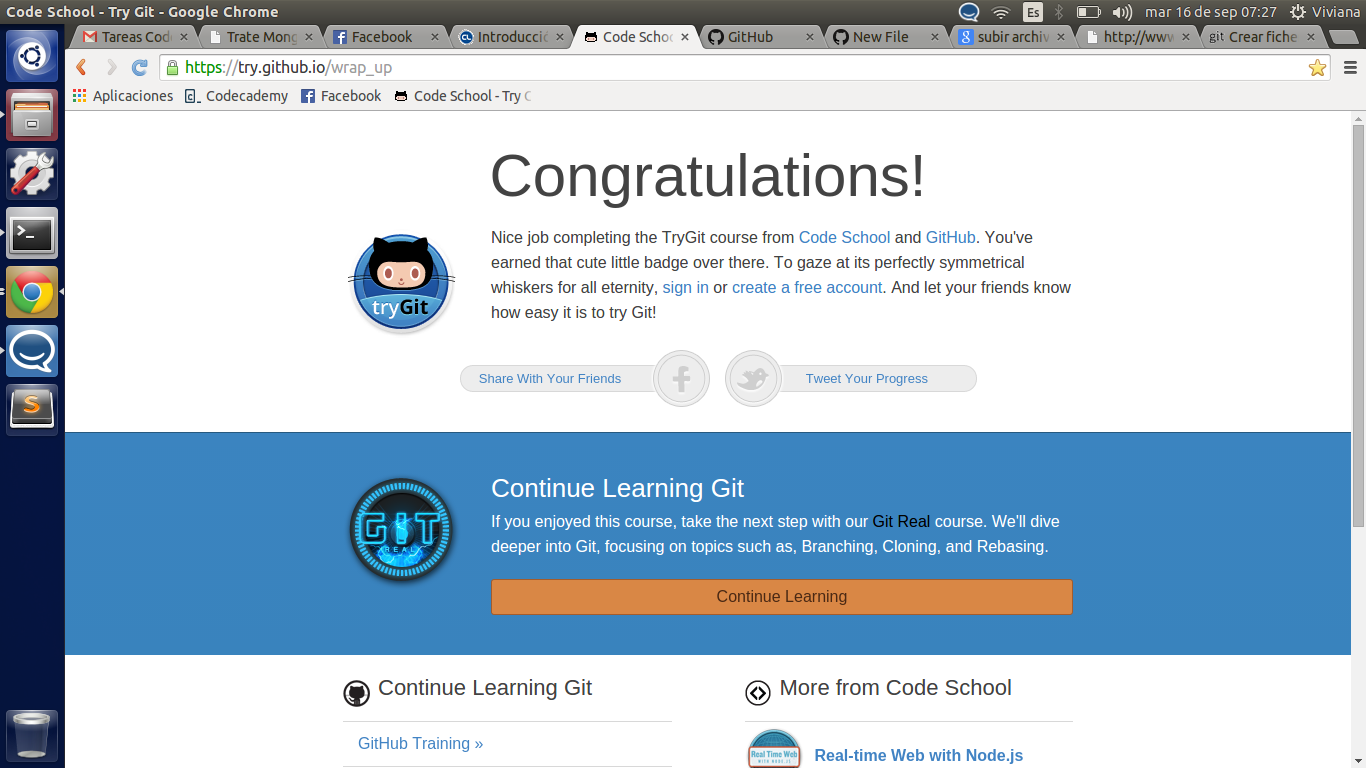 Code School - Try Git - Google Chrome
Es
mar 16 de sep 07:27
Viviana
Tareas Cod
Trate Mong
Facebook
Introducció
Code Schoo
GitHub
New File
subir archiv
http://www
git Crear fiche
https://try.github.io/wrap_up
Aplicaciones
Codecademy
Facebook
Code School - Try G
Congratulations!
Nice job completing the TryGit course from Code School and GitHub. You've
earned that cute little badge over there. To gaze at its perfectly symmetrical
whiskers for all eternity, sign in or create a free account. And let your friends know
how easy it is to try Git!
tryGit
Share With Your Friends
Tweet Your Progress
Continue Learning Git
If you enjoyed this course, take the next step with our Git Real course. We'll dive
deeper into Git, focusing on topics such as, Branching, Cloning, and Rebasing.
GIT
REAL
Continue Learning
Continue Learning Git
More from Code School
GitHub Training »
Real Time Web
WITH NODE.JS
Real-time Web with Node.js